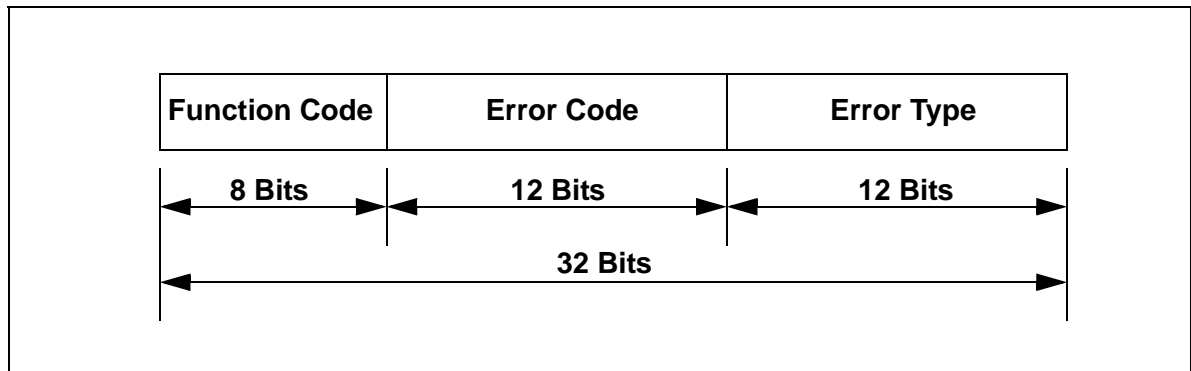 Function Code Error Code Error Type
8 Bits 12 Bits 12 Bits
32 Bits